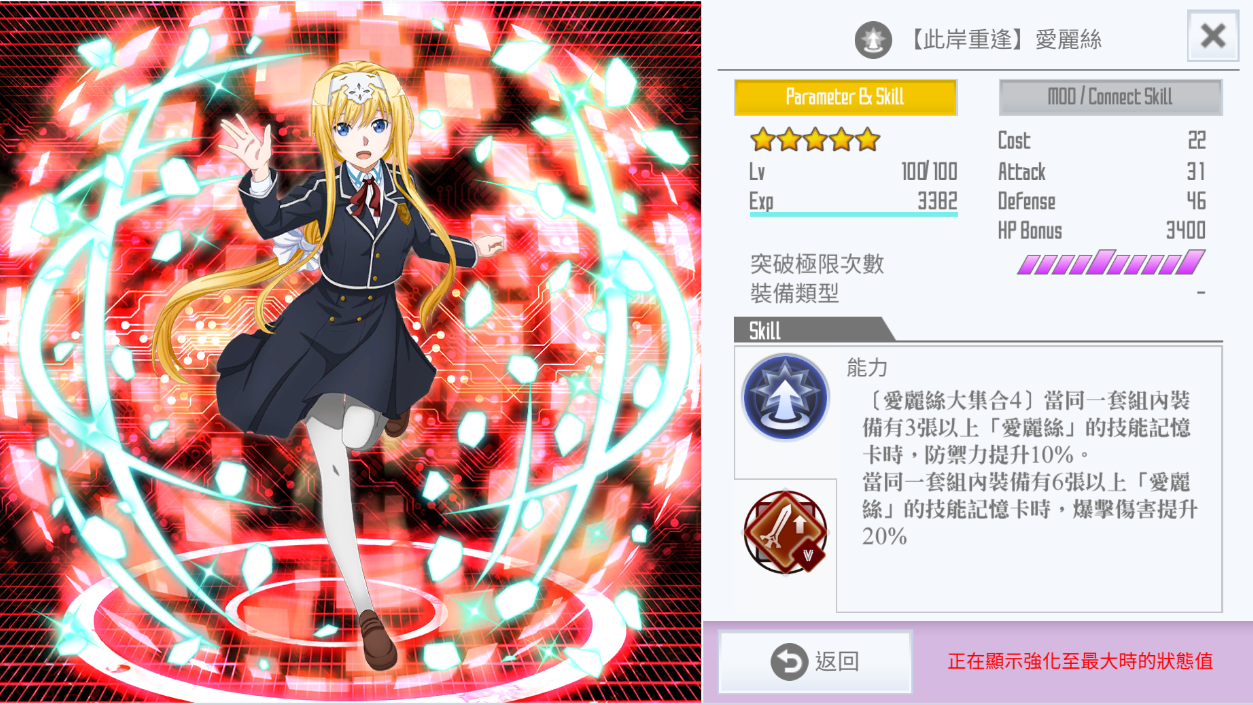 【此岸重逢】愛麗絲
Parameter & Skill
MOD / Connect Skill
Lv 100/100
Exp 3382
Cost 22
Attack 31
Defense 46
HP Bonus 3400
突破極限次數
裝備類型 -
Skill
能力
〔愛麗絲大集合4〕當同一套組內裝
備有3張以上「愛麗絲」的技能記憶
卡時，防禦力提升10%。
當同一套組內裝備有6張以上「愛麗
絲」的技能記憶卡時，爆擊傷害提升
20%
V
返回
正在顯示強化至最大時的狀態值